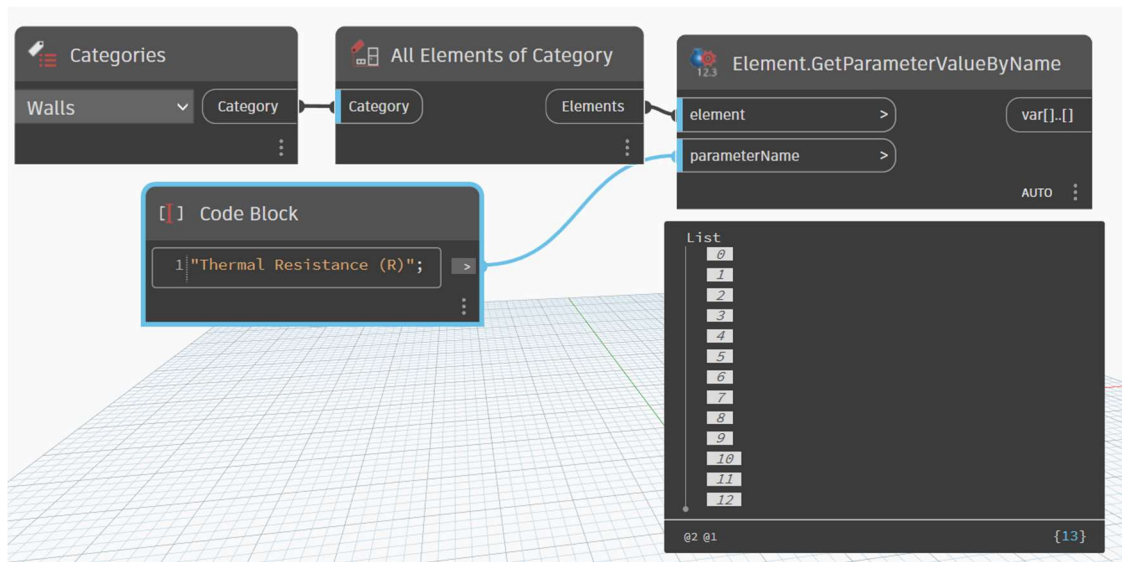 Categories
Walls
Category
All Elements of Category
Category
Elements
12.3
Element.GetParameterValueByName
element
>
var[]..[]
parameterName
>
AUTO
[I] Code Block
1 "Thermal Resistance (R)";
>
List
0
1
2
3
4
5
6
7
8
9
10
11
12
@2 @1
{13}